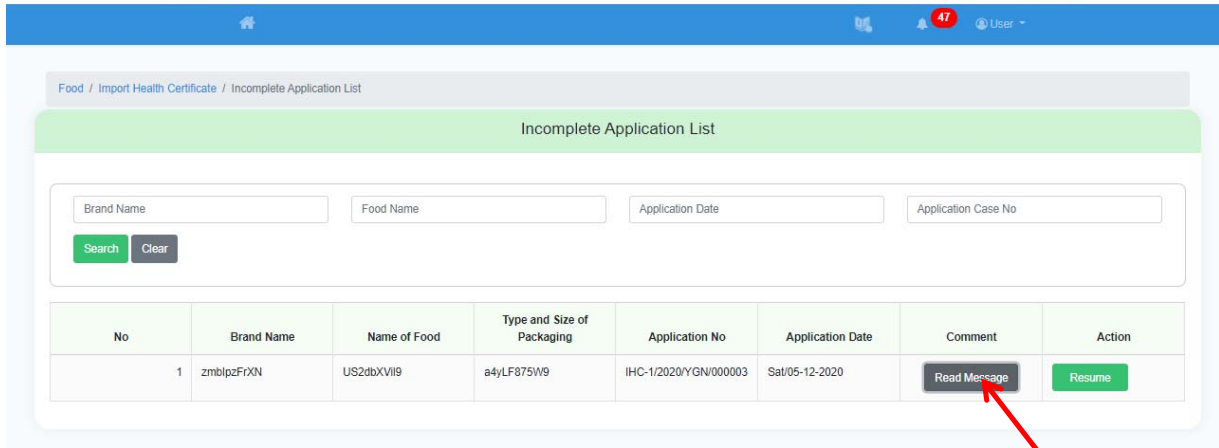 47
User
Food / Import Health Certificate / Incomplete Application List
Incomplete Application List
Brand Name
Food Name
Application Date
Application Case No
Search
Clear
No
Brand Name
Name of Food
Type and Size of
Packaging
Application No
Application Date
Comment
Action
1
zmblpzFrXN
US2dbXVil9
a4yLF875W9
IHC-1/2020/YGN/000003
Sat/05-12-2020
Read Message
Resume